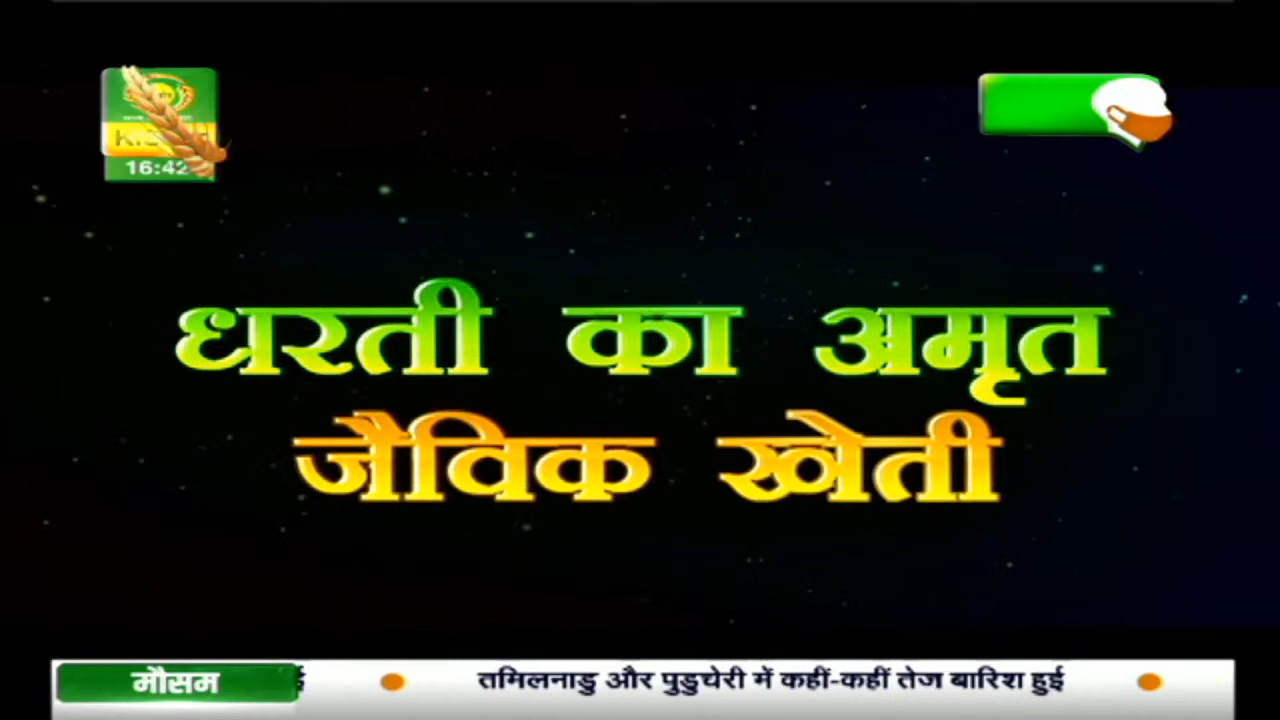 16:42
धरती का अमृत
जैविक खेती
मौसम
तमिलनाडु और पुडुचेरी में कहीं-कहीं तेज बारिश हुई